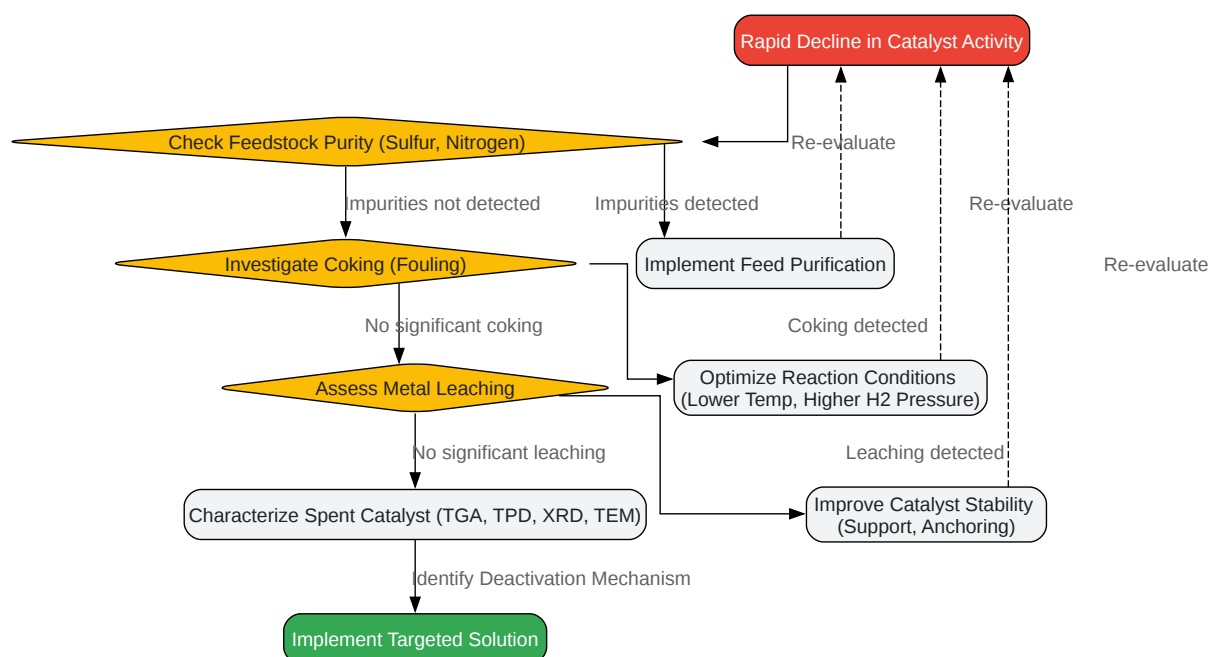 Rapid Decline in Catalyst Activity
Check Feedstock Purity (Sulfur, Nitrogen)
Re-evaluate
Impurities not detected
Impurities detected
Re-evaluate
Investigate Coking (Fouling)
Implement Feed Purification
Re-evaluate
No significant coking
Coking detected
Assess Metal Leaching
Optimize Reaction Conditions
(Lower Temp, Higher H2 Pressure)
No significant leaching
Leaching detected
Characterize Spent Catalyst (TGA, TPD, XRD, TEM)
Improve Catalyst Stability
(Support, Anchoring)
Identify Deactivation Mechanism
Implement Targeted Solution